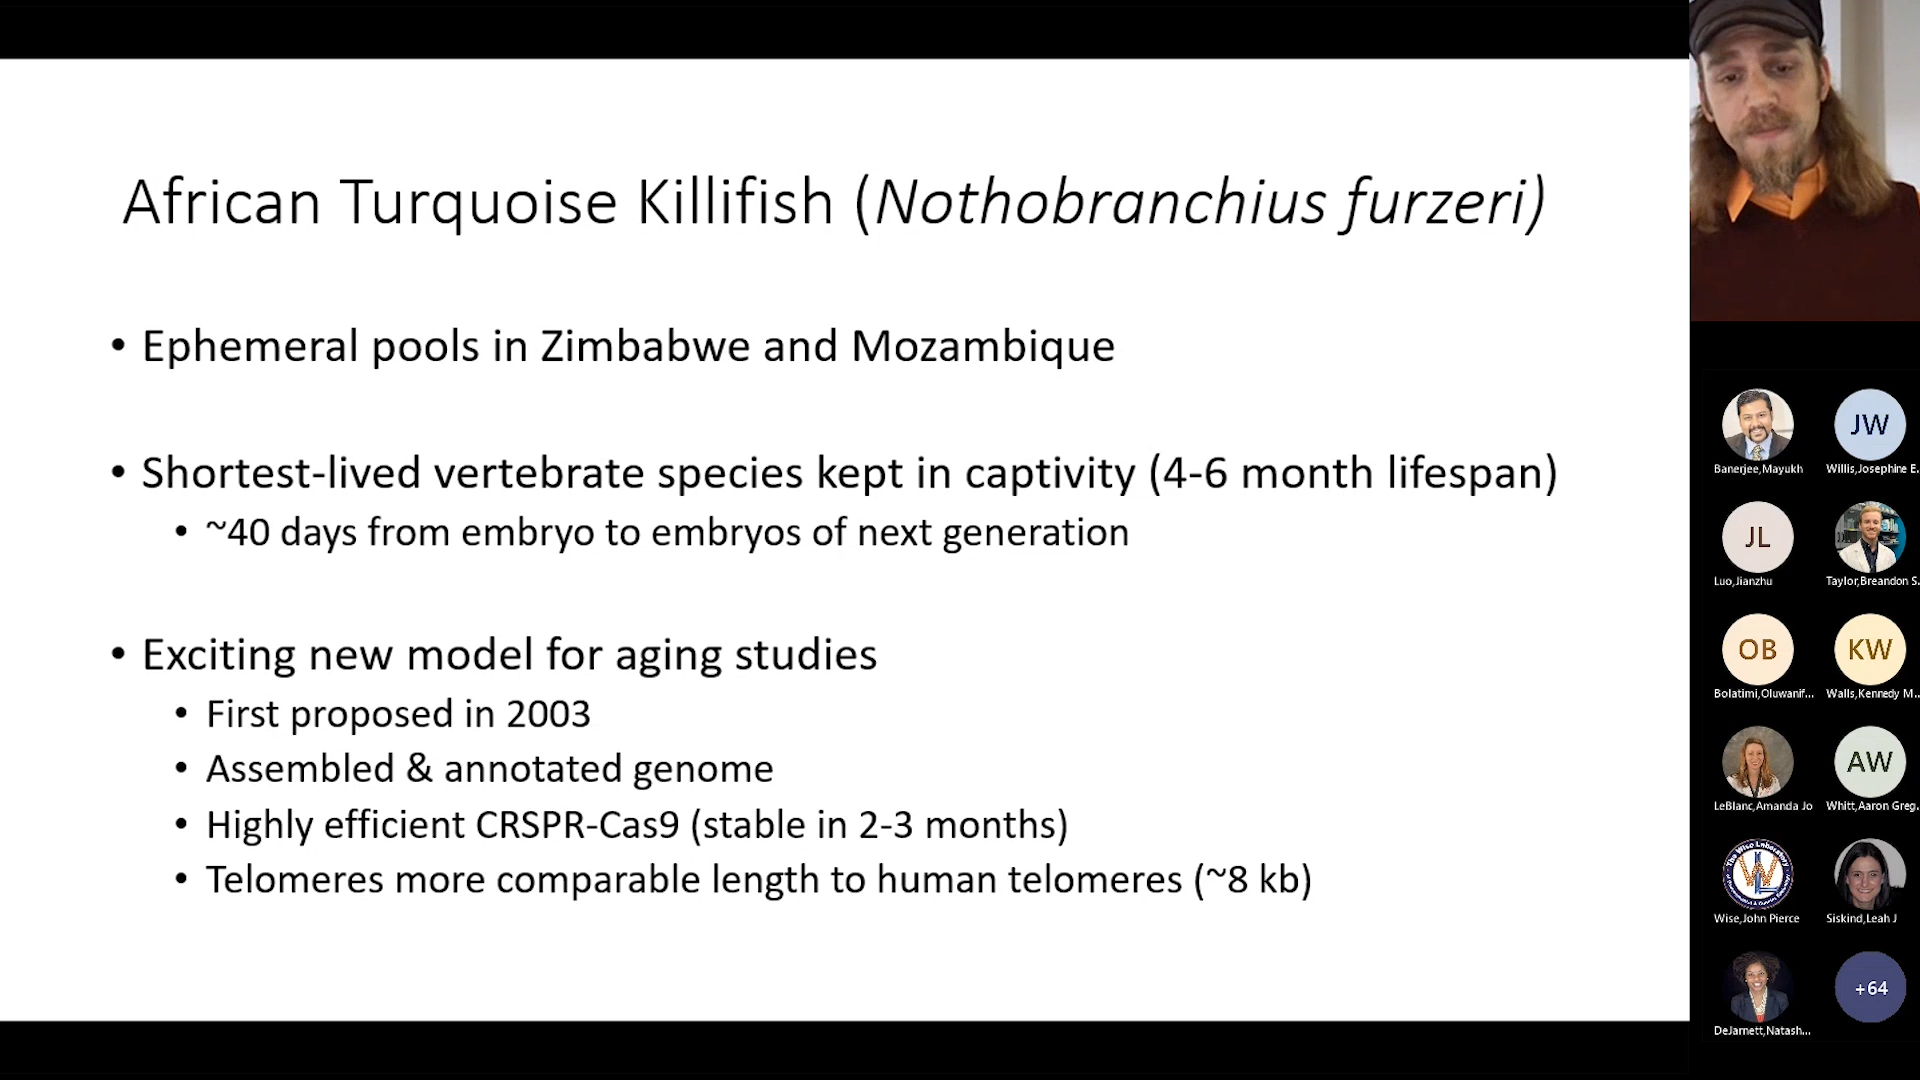 African Turquoise Killifish (Nothobranchius furzeri)
• Ephemeral pools in Zimbabwe and Mozambique
• Shortest-lived vertebrate species kept in captivity (4-6 month lifespan)
• ~40 days from embryo to embryos of next generation
• Exciting new model for aging studies
• First proposed in 2003
• Assembled & annotated genome
• Highly efficient CRSPR-Cas9 (stable in 2-3 months)
• Telomeres more comparable length to human telomeres (~8 kb)
Banerjee,Mayukh
JW
Willis,Josephine E.
JL
Luo,Jianzhu
Taylor,Breandon S.
OB
Bolatimi,Oluwanif...
KW
Walls,Kennedy M...
LeBlanc,Amanda Jo
AW
Whitt,Aaron Greg.
The Wise Laboratory
Wise,John Pierce
Siskind,Leah J
DeJarnett,Natash...
+64